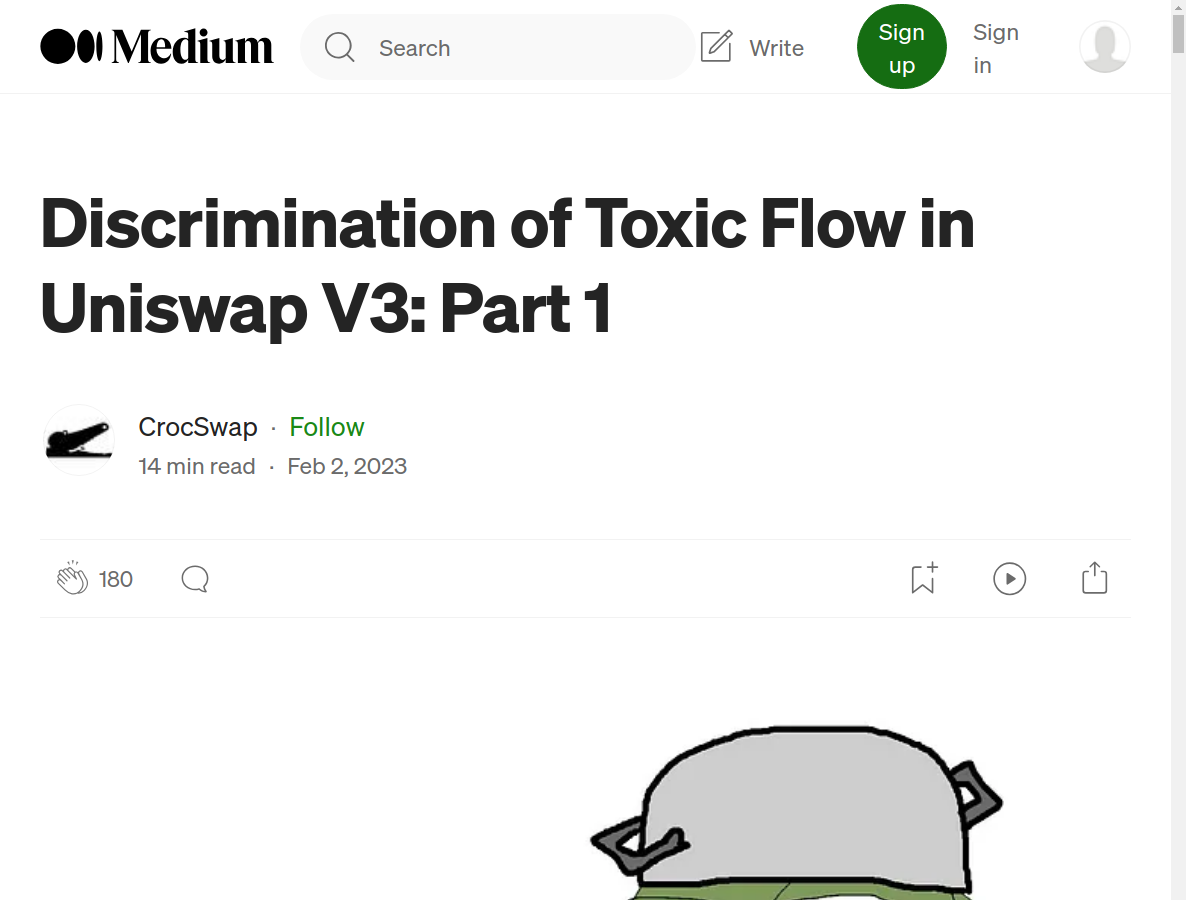 Medium
Search
Write
Sign
up
Sign
in
Discrimination of Toxic Flow in
Uniswap V3: Part 1
CrocSwap · Follow
14 min read · Feb 2, 2023
180